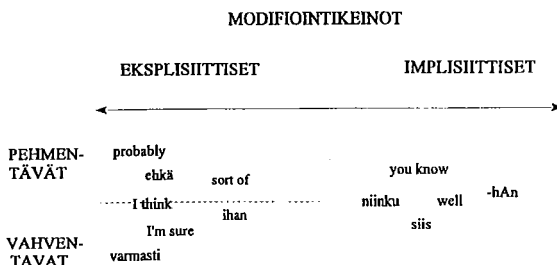 MODIFIOINTIKEINOT
EKSPLISIITTISET IMPLISIITTISET
PEHMEN-
TÄVÄT
probably
ehkä
sort of
you know
I think
ihan
niinku
well
-hAn
I'm sure
siis
VAHVEN-
TAVAT
varmasti